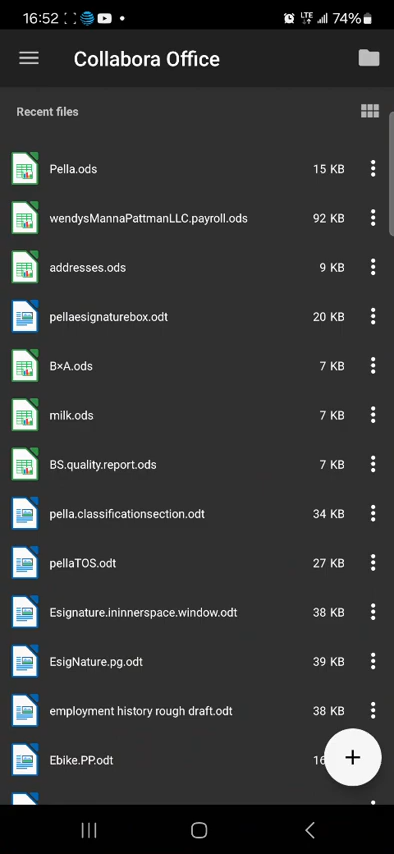 16:52 LTE 74%
Collabora Office
Recent files
Pella.ods 15 KB
wendysMannaPattmanLLC.payroll.ods 92 KB
addresses.ods 9 KB
pellaesignaturebox.odt 20 KB
B×A.ods 7 KB
milk.ods 7 KB
BS.quality.report.ods 7 KB
pella.classificationsection.odt 34 KB
pellaTOS.odt 27 KB
Esignature.ininnerspace.window.odt 38 KB
EsigNature.pg.odt 39 KB
employment history rough draft.odt 38 KB
Ebike.PP.odt